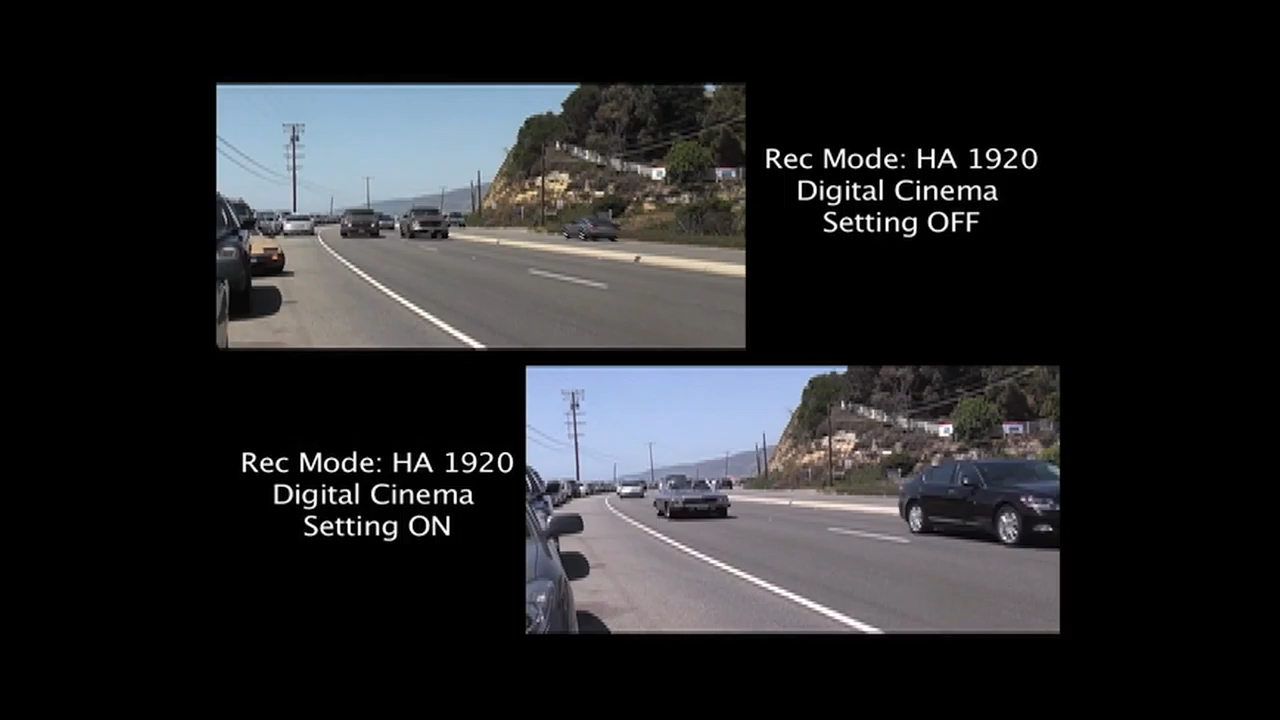 Rec Mode: HA 1920
Digital Cinema
Setting OFF
Rec Mode: HA 1920
Digital Cinema
Setting ON